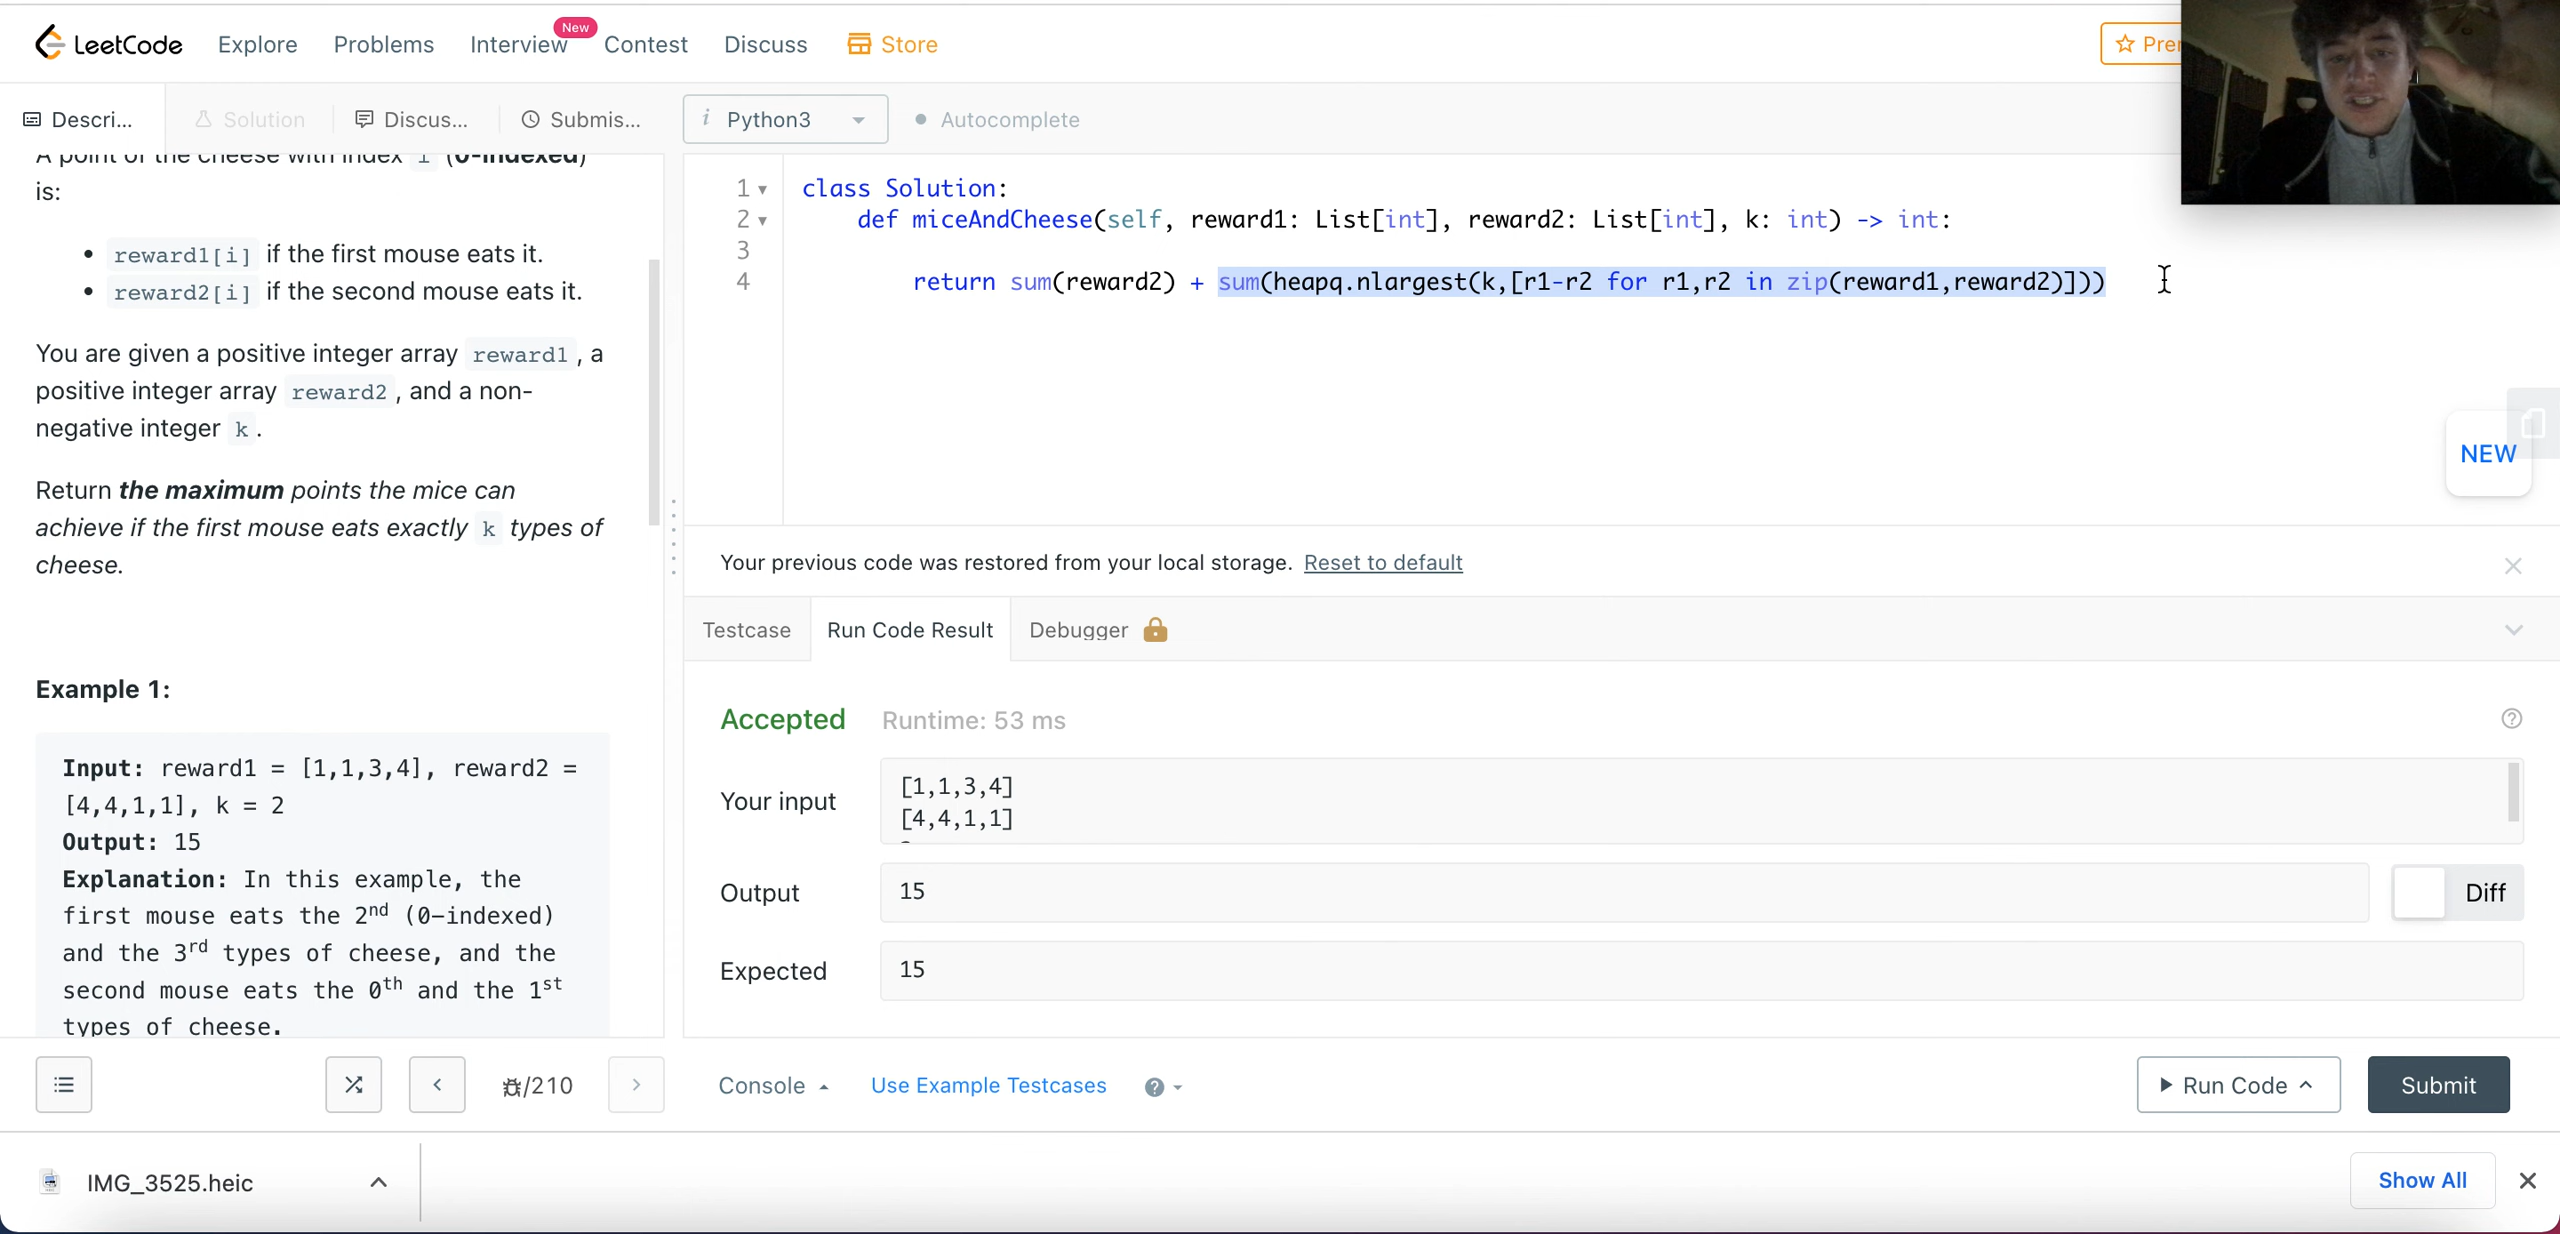 LeetCode Explore Problems Interview New Contest Discuss Store
Descri... Solution Discus... Submis... i Python3 Autocomplete
A point of the cheese with index i (0-indexed)
is:
• reward1[i] if the first mouse eats it.
• reward2[i] if the second mouse eats it.
You are given a positive integer array reward1, a
positive integer array reward2, and a non-
negative integer k.
Return the maximum points the mice can
achieve if the first mouse eats exactly k types of
cheese.
Example 1:
Input: reward1 = [1,1,3,4], reward2 =
[4,4,1,1], k = 2
Output: 15
Explanation: In this example, the
first mouse eats the 2nd (0-indexed)
and the 3rd types of cheese, and the
second mouse eats the 0th and the 1st
types of cheese.
1 class Solution:
2 def miceAndCheese(self, reward1: List[int], reward2: List[int], k: int) -> int:
3
4 return sum(reward2) + sum(heapq.nlargest(k,[r1-r2 for r1,r2 in zip(reward1,reward2)]))
NEW
Your previous code was restored from your local storage. Reset to default
Testcase Run Code Result Debugger
Accepted Runtime: 53 ms
Your input
[1,1,3,4]
[4,4,1,1]
Output 15 Diff
Expected 15
/210 Console Use Example Testcases Run Code Submit
IMG_3525.heic Show All